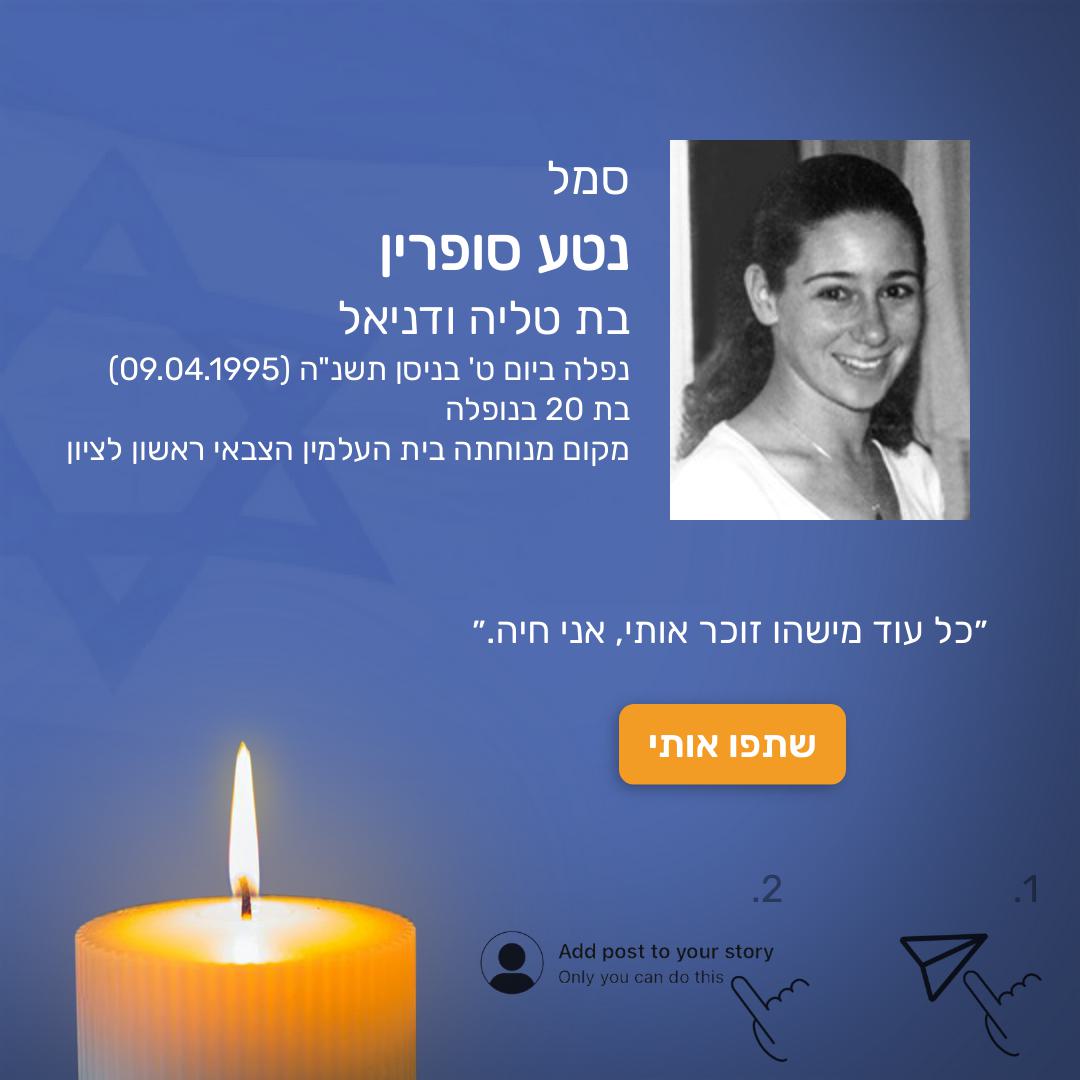 סמל
נטע סופרין
בת טליה ודניאל
נפלה ביום ט' בניסן תשנ"ה (09.04.1995)
בת 20 בנופלה
מקום מנוחתה בית העלמין הצבאי ראשון לציון
״כל עוד מישהו זוכר אותי, אני חיה.״
שתפו אותי
1.
2.
Add post to your story
Only you can do this